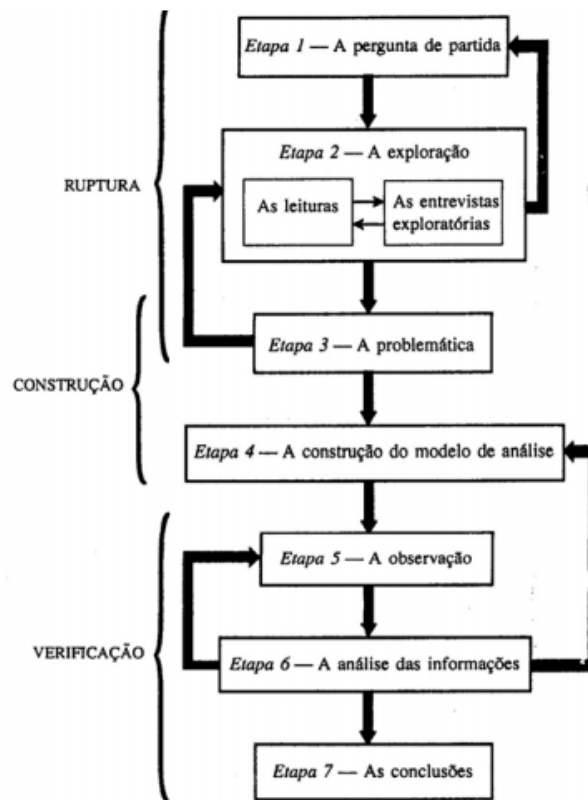 Etapa 1 — A pergunta de partida
Etapa 2 — A exploração
RUPTURA
As leituras
As entrevistas
exploratórias
Etapa 3 — A problemática
CONSTRUÇÃO
Etapa 4 — A construção do modelo de análise
Etapa 5 — A observação
VERIFICAÇÃO
Etapa 6 — A análise das informações
Etapa 7 — As conclusões